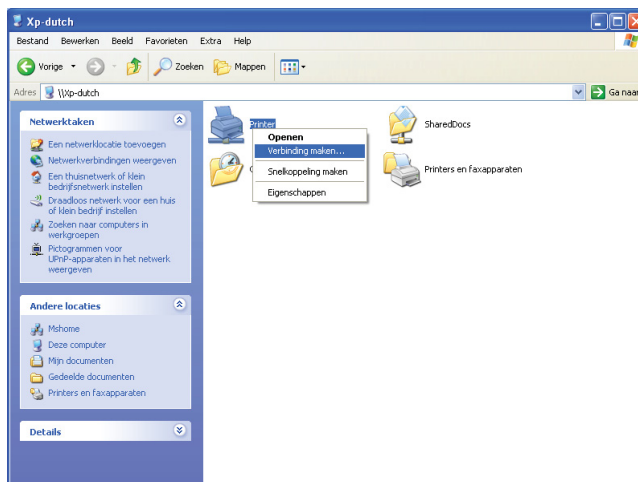 Xp-dutch
Bestand Bewerken Beeld Favorieten Extra Help
Vorige Zoeken Mappen
Adres \\Xp-dutch Ga naar
Netwerktaken
Een netwerklocatie toevoegen
Netwerkverbindingen weergeven
Een thuisnetwerk of klein
bedrijfsnetwerk instellen
Draadloos netwerk voor een huis
of klein bedrijf instellen
Zoeken naar computers in
werkgroepen
Pictogrammen voor
UPnP-apparaten in het netwerk
weergeven
Andere locaties
Mshome
Deze computer
Mijn documenten
Gedeelde documenten
Printers en faxapparaten
Details
Printer
Openen
Verbinding maken...
Snelkoppeling maken
Eigenschappen
SharedDocs
Printers en faxapparaten